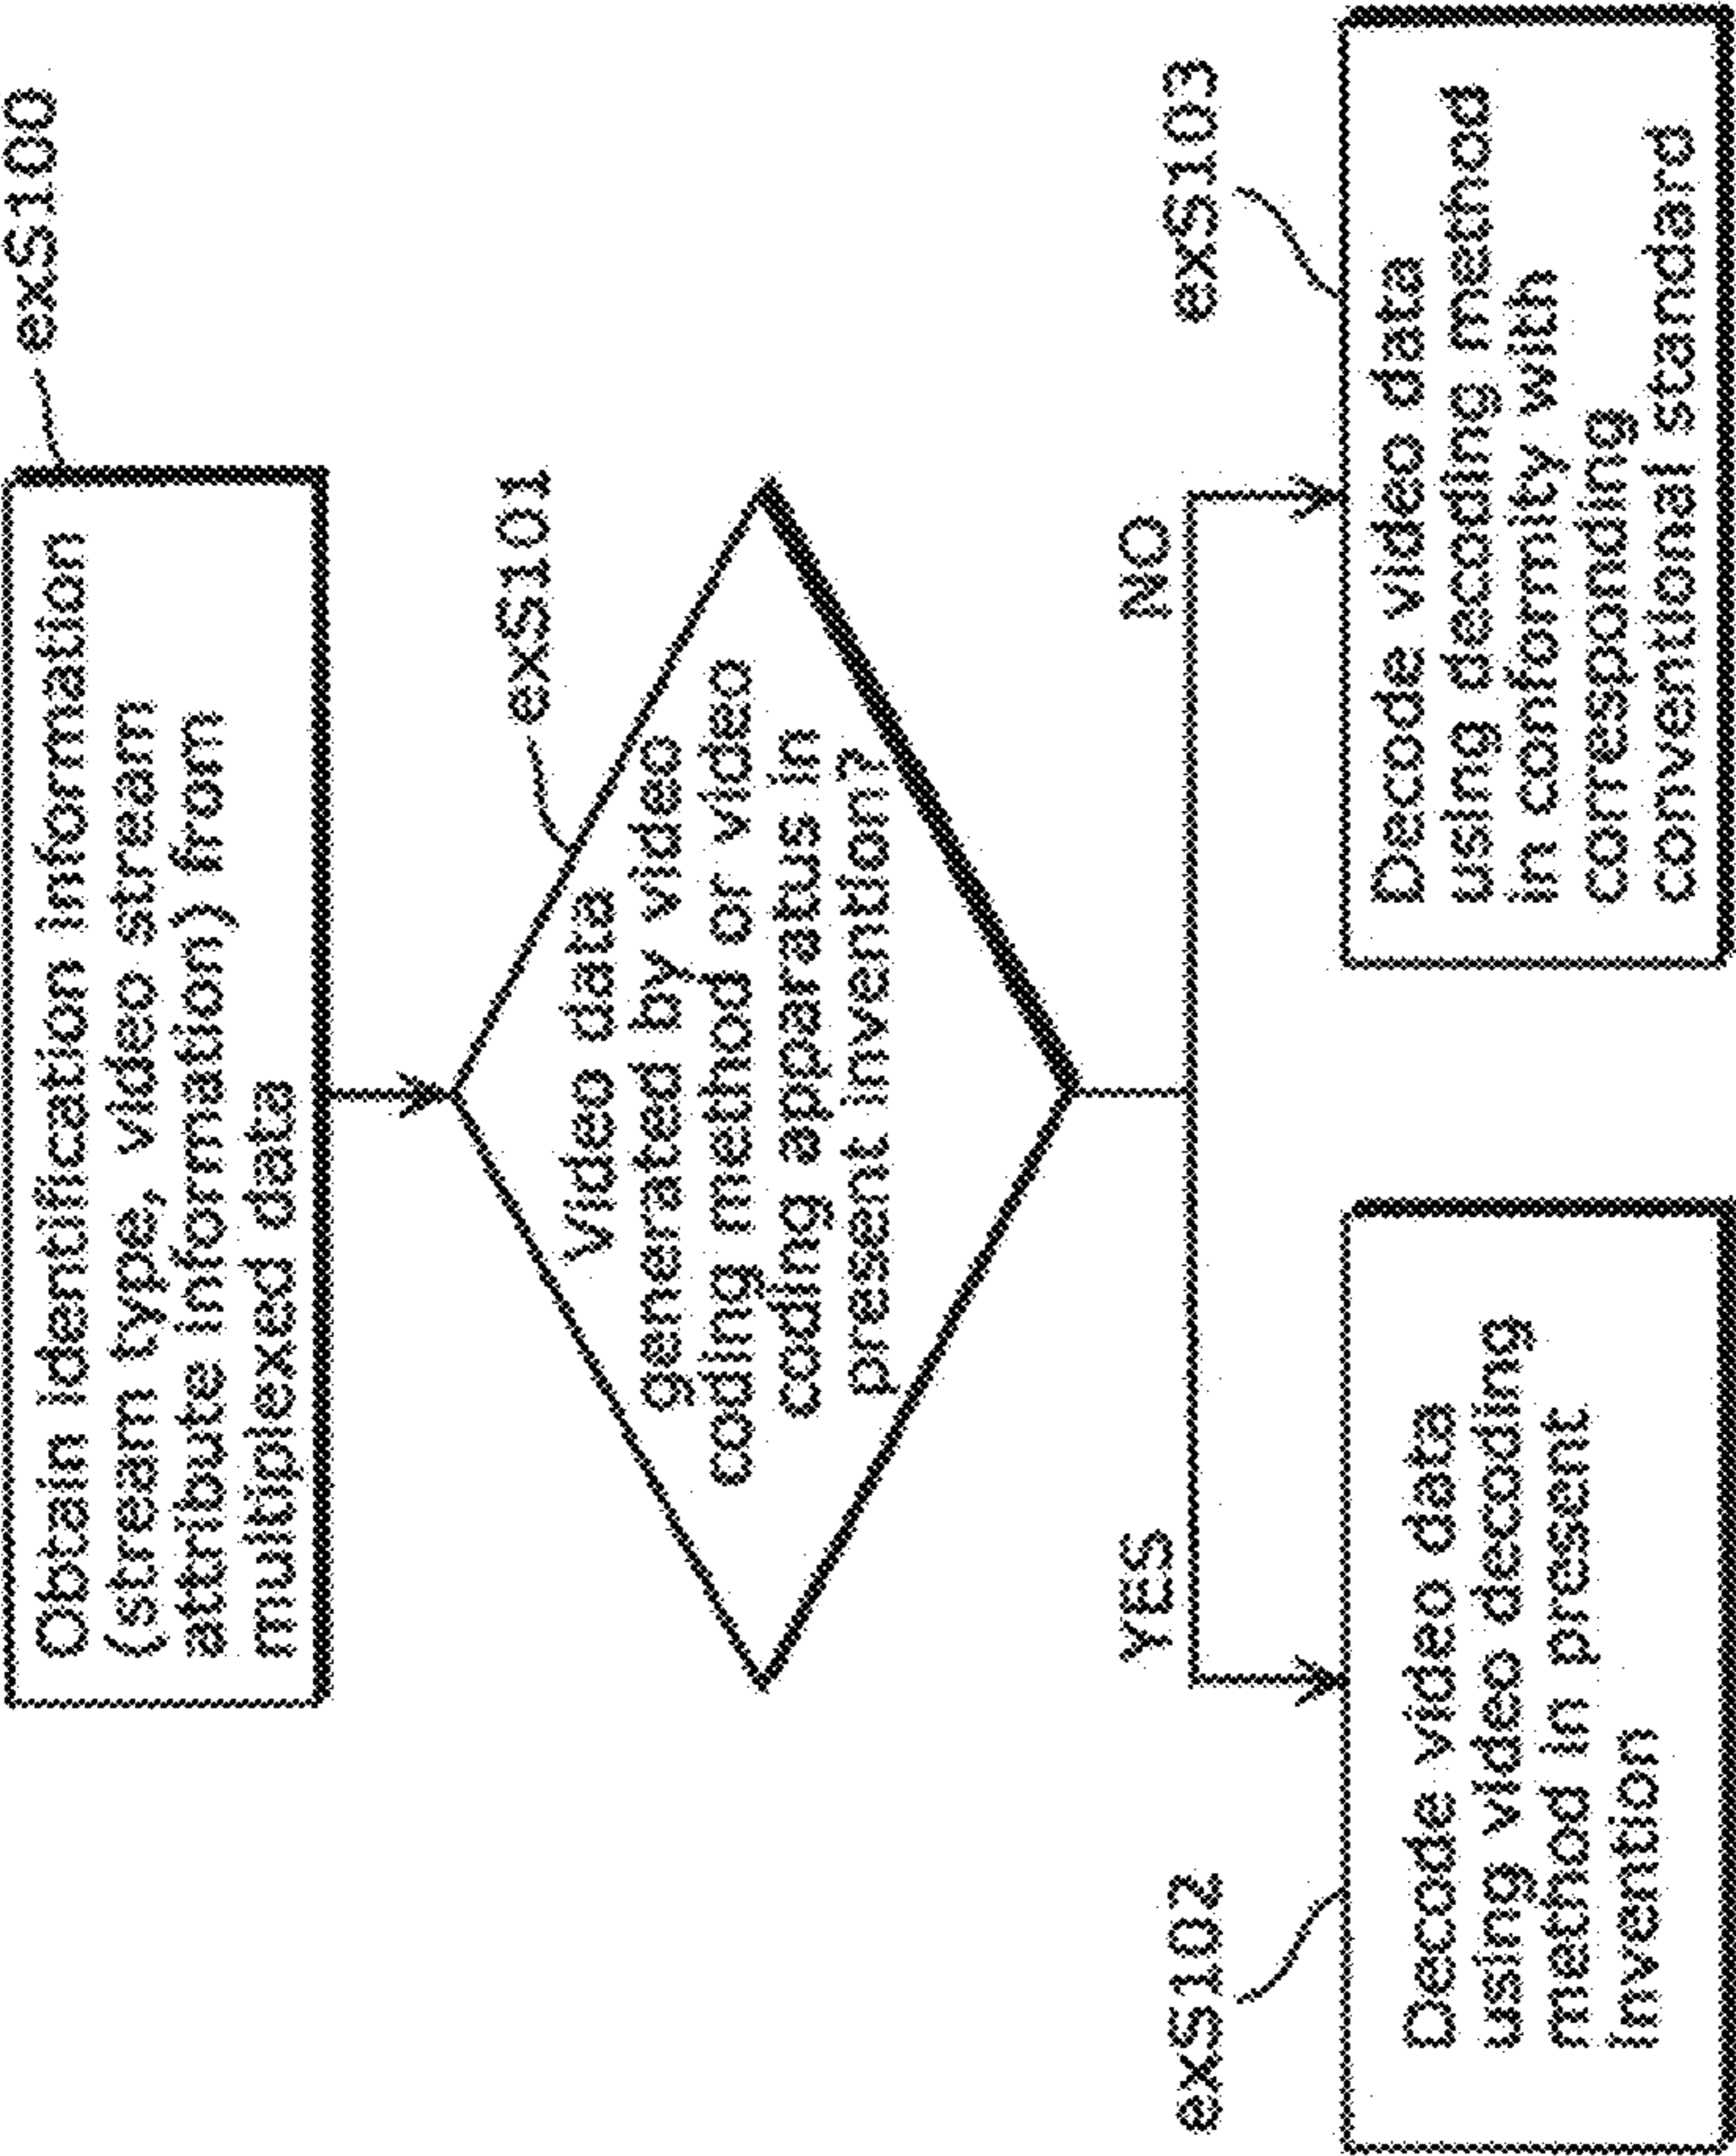 exS100
Obtain identification information
(stream type, video stream
attribute information) from
multiplexed data
exS101
Video data
generated by video
coding method or video
coding apparatus in
present invention?
YES
NO
exS102
exS103
Decode video data
using video decoding
method in present
invention
Decode video data
using decoding method
in conformity with
corresponding
conventional standard